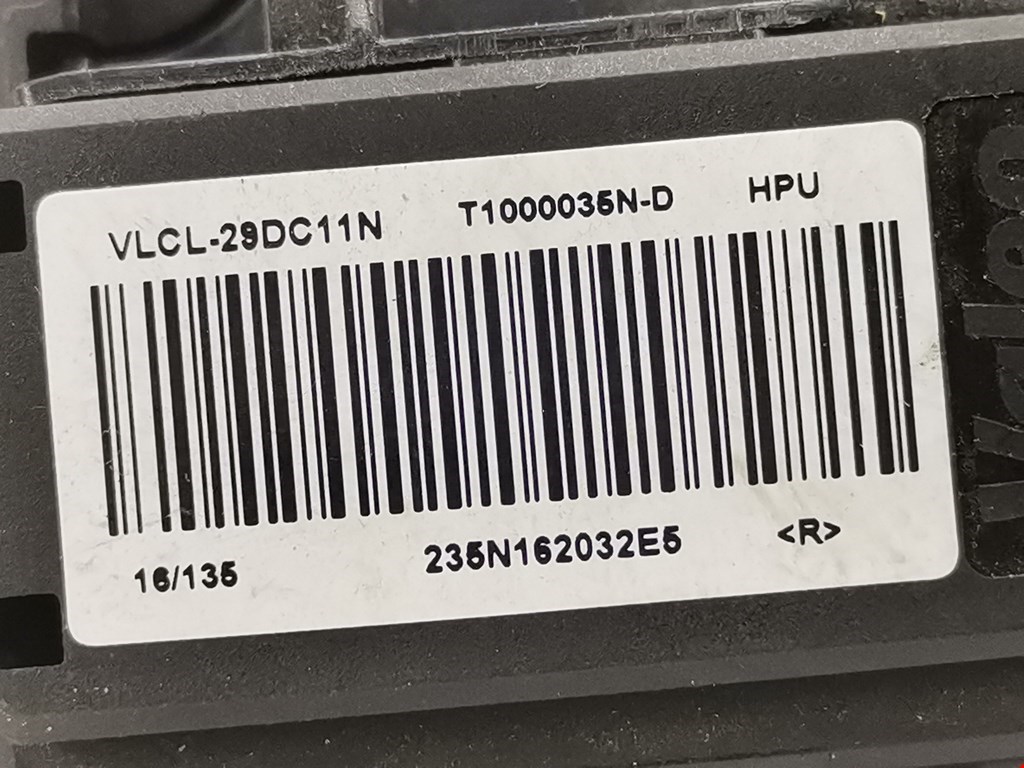 VLCL-29DC11N T1000035N-D HPU
16/135 235N162032E5 <R>